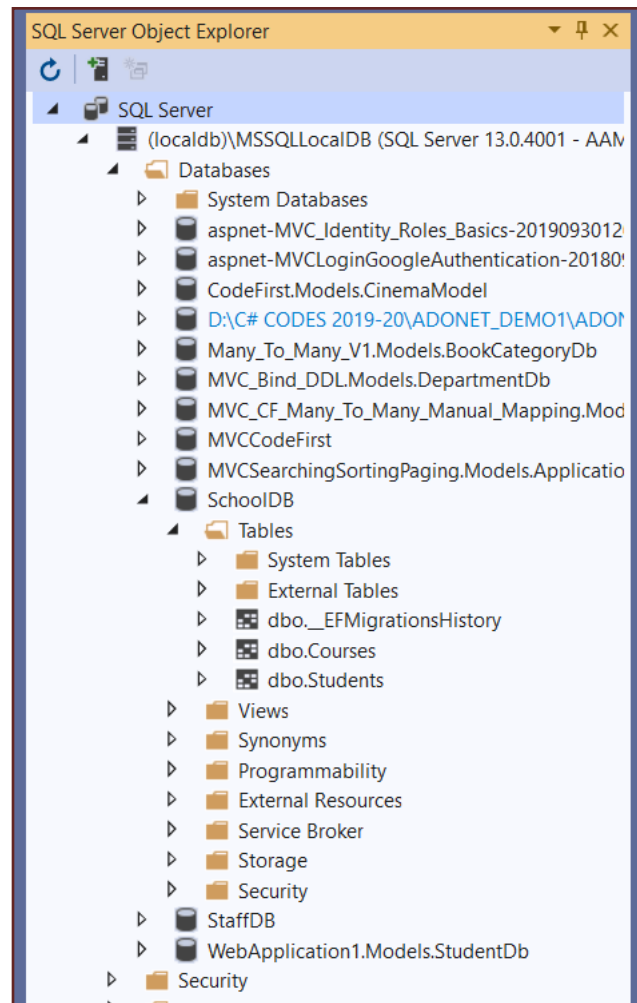 SQL Server Object Explorer
SQL Server
(localdb)\MSSQLLocalDB (SQL Server 13.0.4001 - AAM
Databases
System Databases
aspnet-MVC_Identity_Roles_Basics-2019093012
aspnet-MVCLoginGoogleAuthentication-201809
CodeFirst.Models.CinemaModel
D:\C# CODES 2019-20\ADONET_DEMO1\ADON
Many_To_Many_V1.Models.BookCategoryDb
MVC_Bind_DDL.Models.DepartmentDb
MVC_CF_Many_To_Many_Manual_Mapping.Mod
MVCCodeFirst
MVCSearchingSortingPaging.Models.Applicatio
SchoolDB
Tables
System Tables
External Tables
dbo.__EFMigrationsHistory
dbo.Courses
dbo.Students
Views
Synonyms
Programmability
External Resources
Service Broker
Storage
Security
StaffDB
WebApplication1.Models.StudentDb
Security